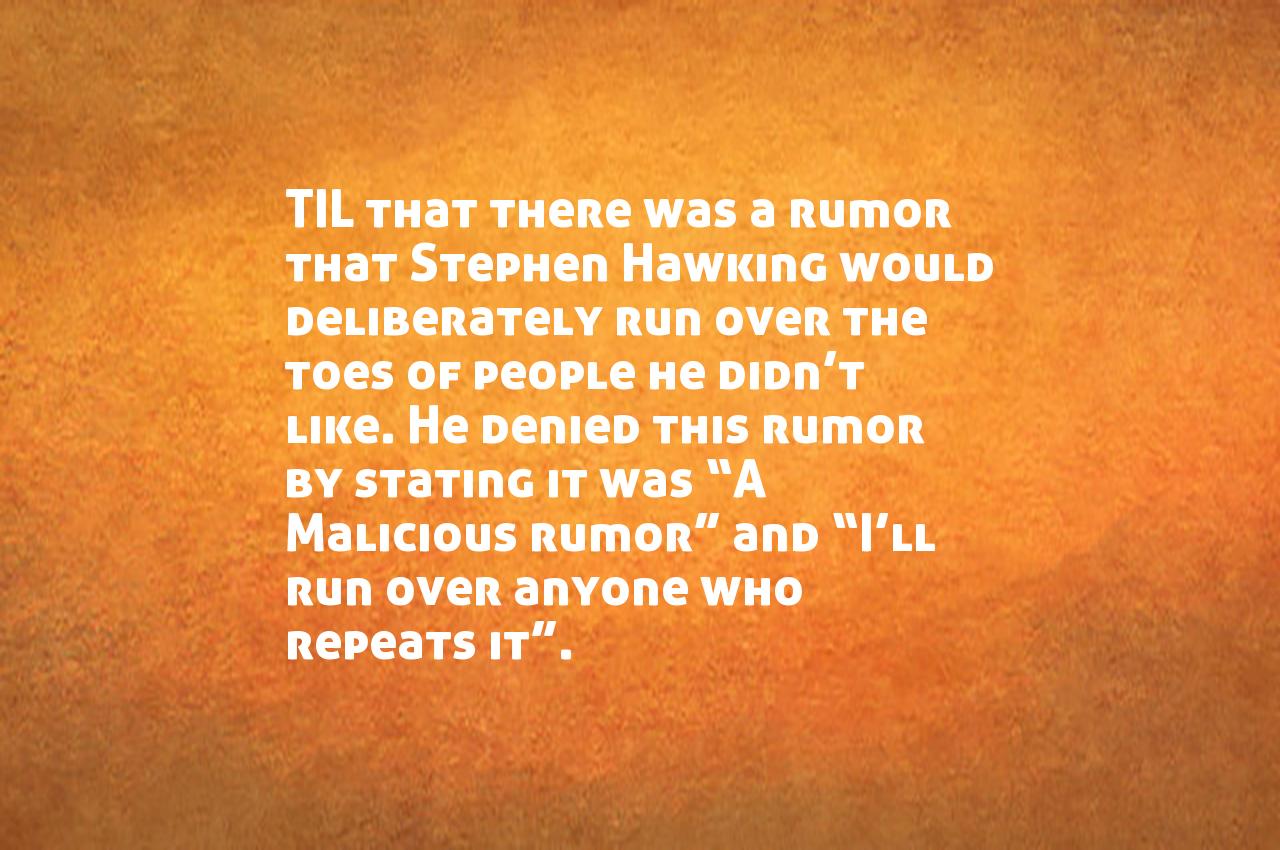 TIL that there was a rumor
that Stephen Hawking would
deliberately run over the
toes of people he didn't
like. He denied this rumor
by stating it was “A
Malicious rumor” and “I'll
run over anyone who
repeats it”.